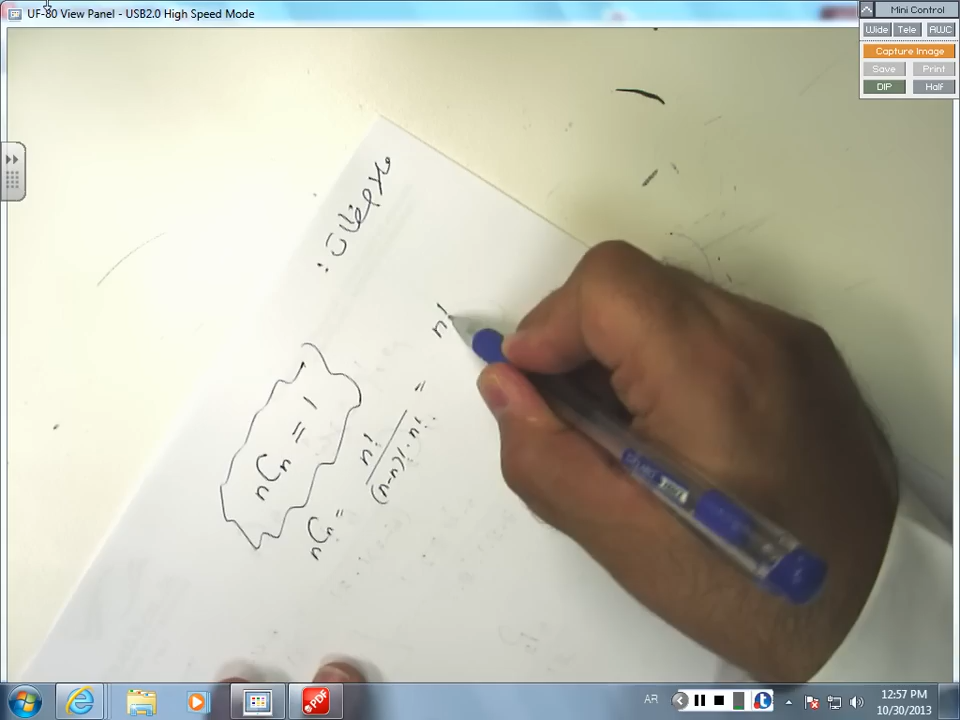 UF-80 View Panel - USB2.0 High Speed Mode
Mini Control
Wide Tele AWC
Capture Image
Save Print
DIP Half
ملاحظات :
nCn = 1
nCn = n! / (n-n)! . n! = n!
PDF
AR
12:57 PM
10/30/2013